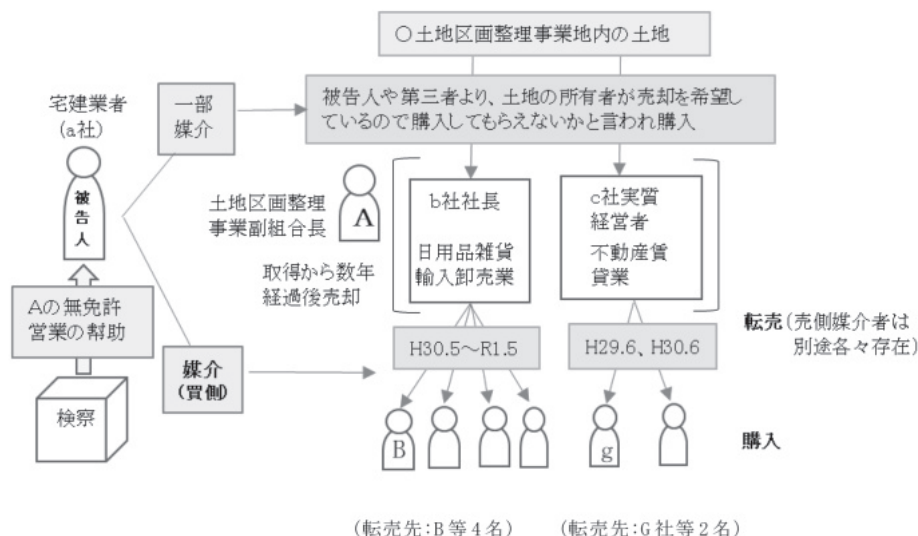 〇土地区画整理事業地内の土地
宅建業者
(a社)
一部
媒介
被告人や第三者より、土地の所有者が売却を希望し
ているので購入してもらえないかと言われ購入
被告人
土地区画整理
事業副組合長
A
b社社長
日用品雑貨
輸入卸売業
c社実質
経営者
不動産賃
貸業
取得から数年
経過後売却
Aの無免許
営業の幇助
検察
媒介
(買側)
H30.5～R1.5
H29.6、H30.6
転売(売側媒介者は
別途各々存在)
B
g
購入
(転売先:B等4名)
(転売先:G社等2名)